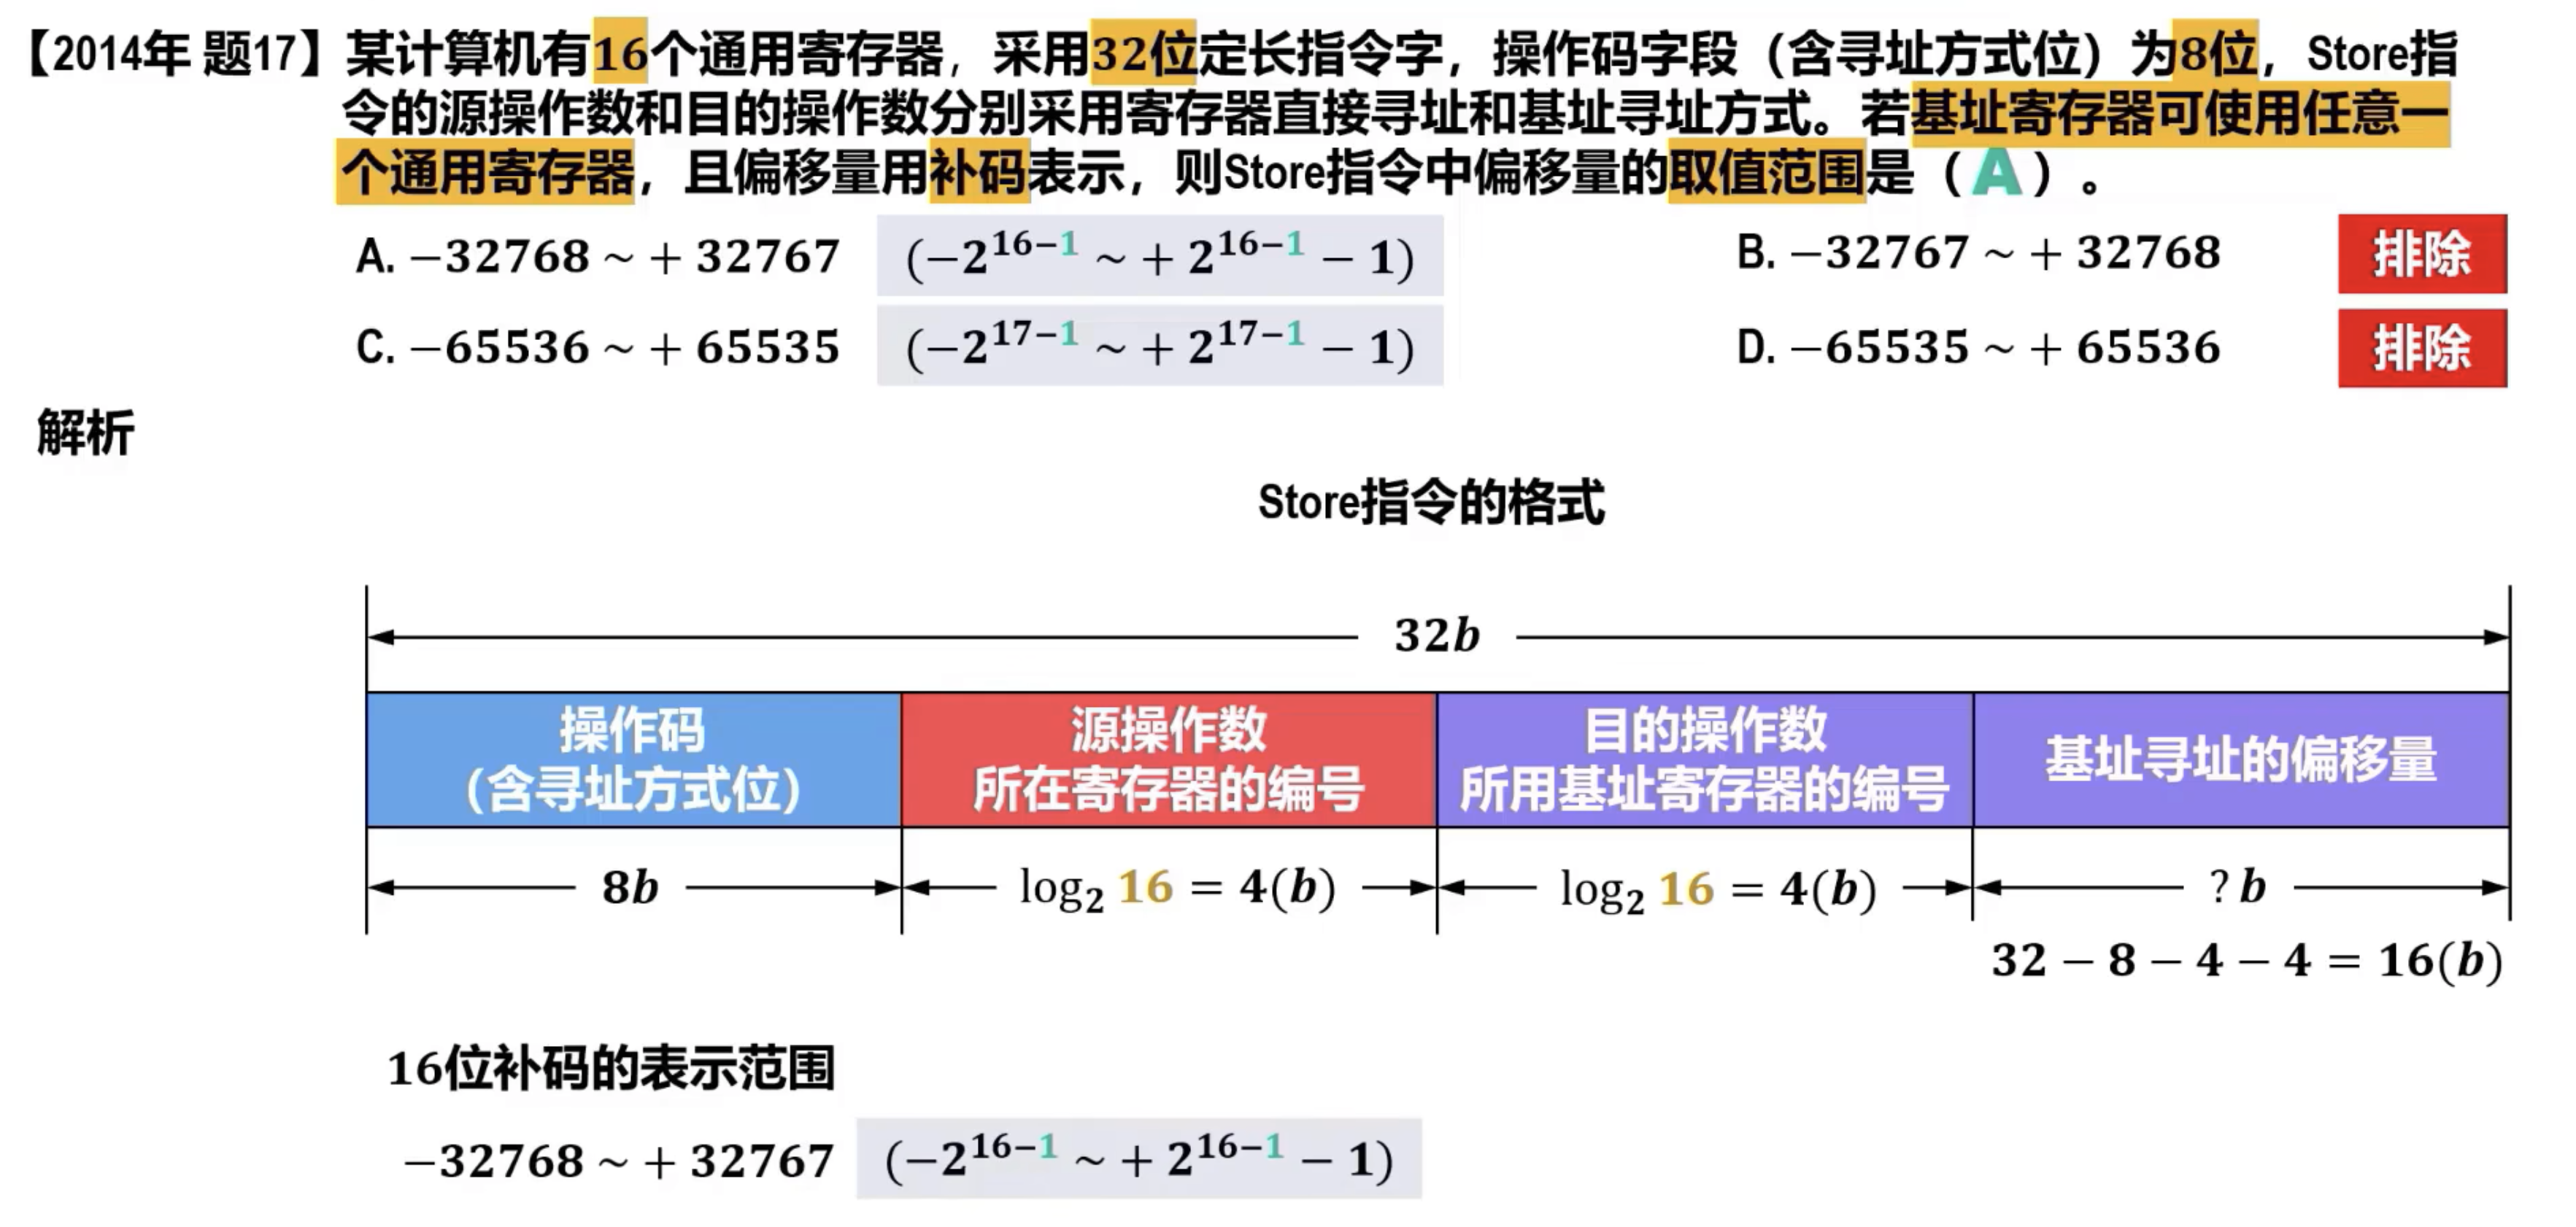 【2014年 题17】某计算机有16个通用寄存器，采用32位定长指令字，操作码字段（含寻址方式位）为8位，Store指
令的源操作数和目的操作数分别采用寄存器直接寻址和基址寻址方式。若基址寄存器可使用任意一
个通用寄存器，且偏移量用补码表示，则Store指令中偏移量的取值范围是（A）。
A. −32768 ~ + 32767 (−2^{16−1} ~ + 2^{16−1} − 1) B. −32767 ~ + 32768 排除
C. −65536 ~ + 65535 (−2^{17−1} ~ + 2^{17−1} − 1) D. −65535 ~ + 65536 排除
解析
Store指令的格式
32b
操作码
（含寻址方式位）
源操作数
所在寄存器的编号
目的操作数
所用基址寄存器的编号
基址寻址的偏移量
8b log₂ 16 = 4(b) log₂ 16 = 4(b) ? b
32 − 8 − 4 − 4 = 16(b)
16位补码的表示范围
−32768 ~ + 32767 (−2^{16−1} ~ + 2^{16−1} − 1)